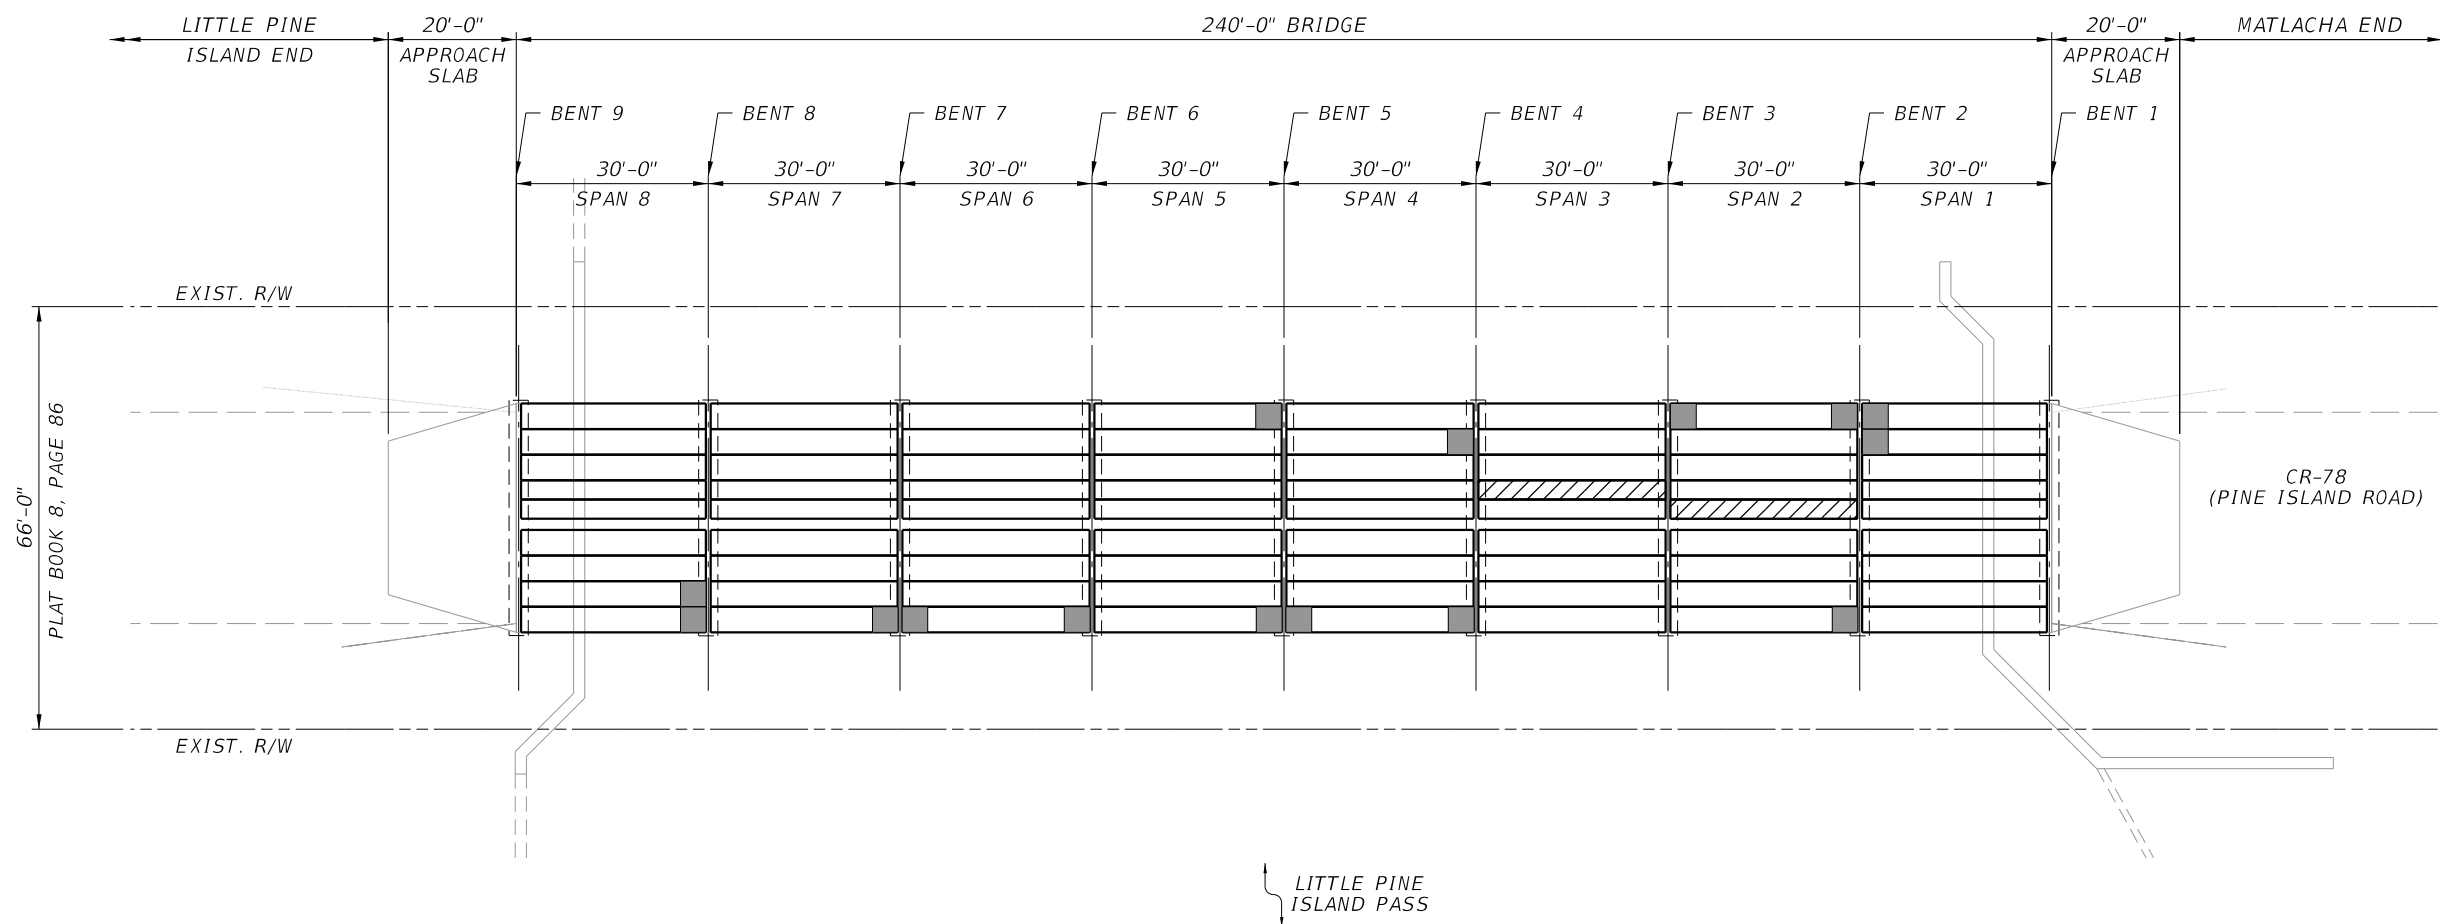 LITTLE PINE
ISLAND END
20'-0"
APPROACH
SLAB
240'-0" BRIDGE
20'-0"
APPROACH
SLAB
MATLACHA END
BENT 9
BENT 8
BENT 7
BENT 6
BENT 5
BENT 4
BENT 3
BENT 2
BENT 1
30'-0"
SPAN 8
30'-0"
SPAN 7
30'-0"
SPAN 6
30'-0"
SPAN 5
30'-0"
SPAN 4
30'-0"
SPAN 3
30'-0"
SPAN 2
30'-0"
SPAN 1
EXIST. R/W
66'-0"
PLAT BOOK 8, PAGE 86
CR-78
(PINE ISLAND ROAD)
EXIST. R/W
LITTLE PINE
ISLAND PASS